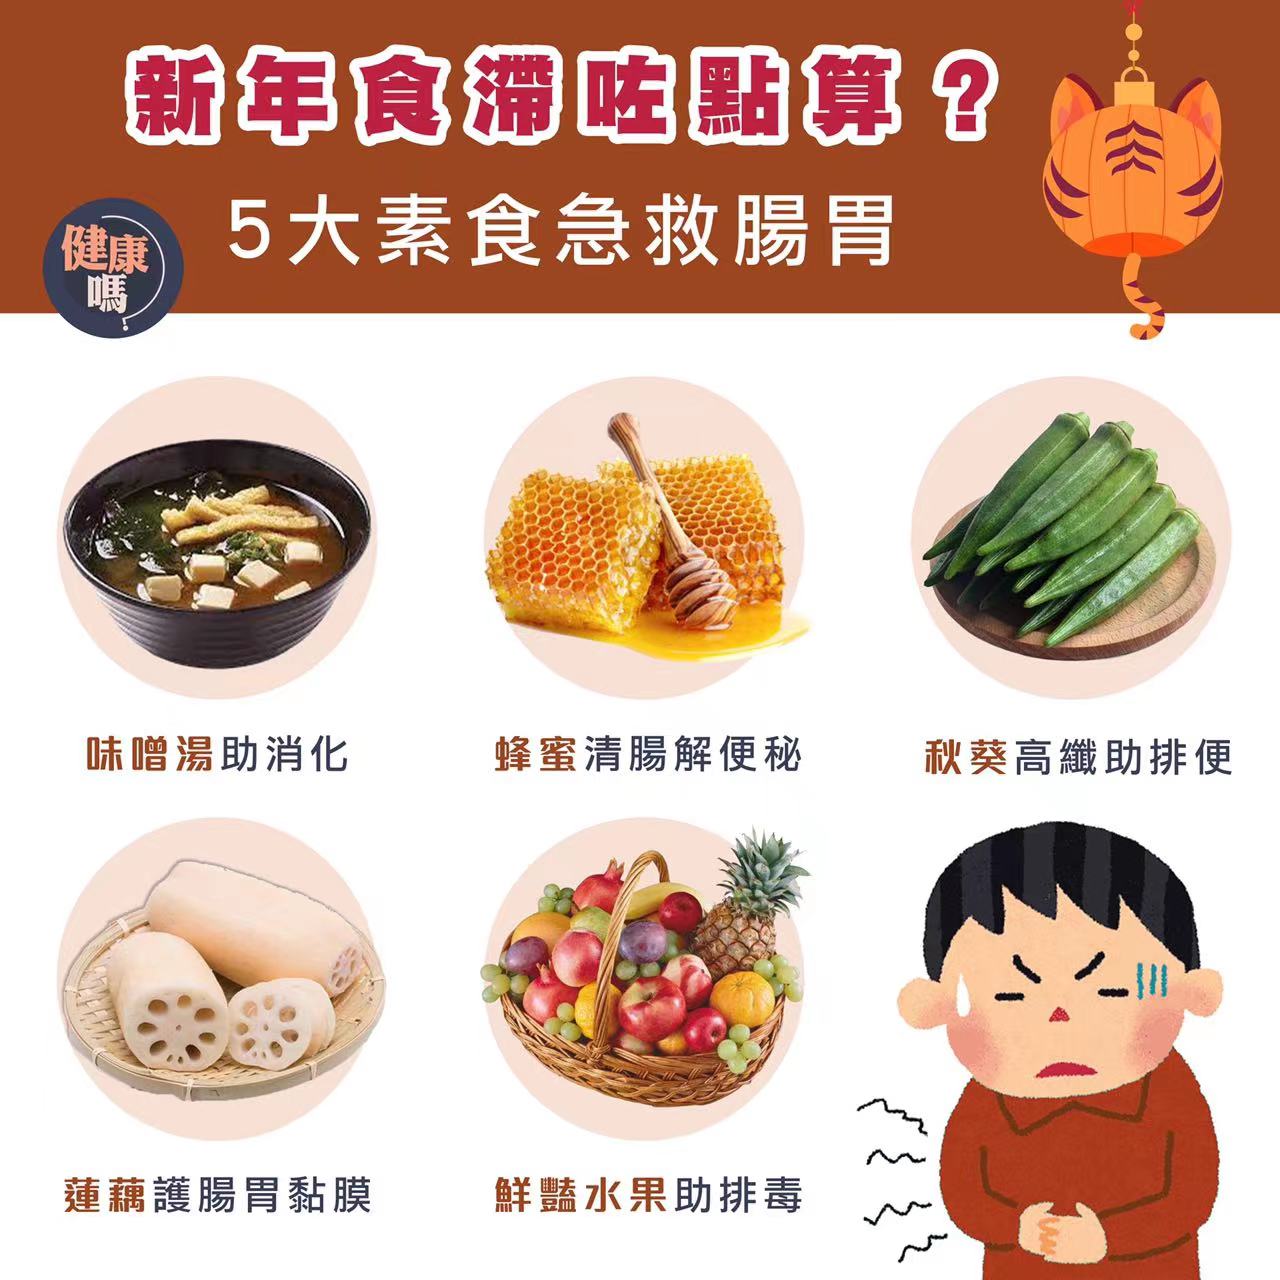 新年食滯咗點算？
5大素食急救腸胃
健康
嗎?
味噌湯助消化
蜂蜜清腸解便秘
秋葵高纖助排便
蓮藕護腸胃黏膜
鮮豔水果助排毒